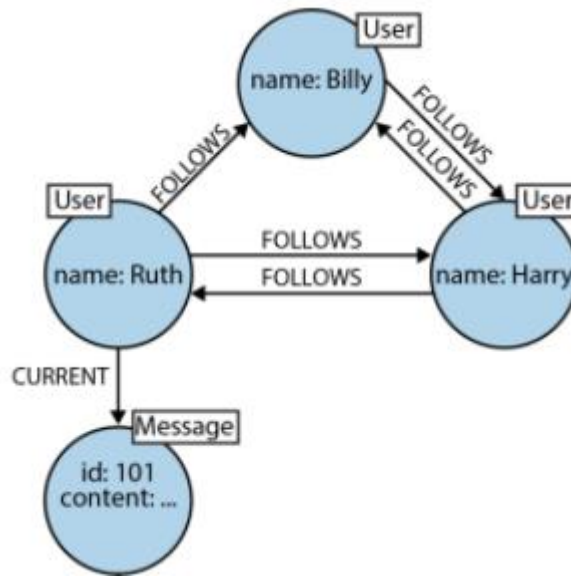 User
name: Billy
FOLLOWS
FOLLOWS
FOLLOWS
User
User
name: Ruth
FOLLOWS
FOLLOWS
name: Harry
CURRENT
Message
id: 101
content: ...